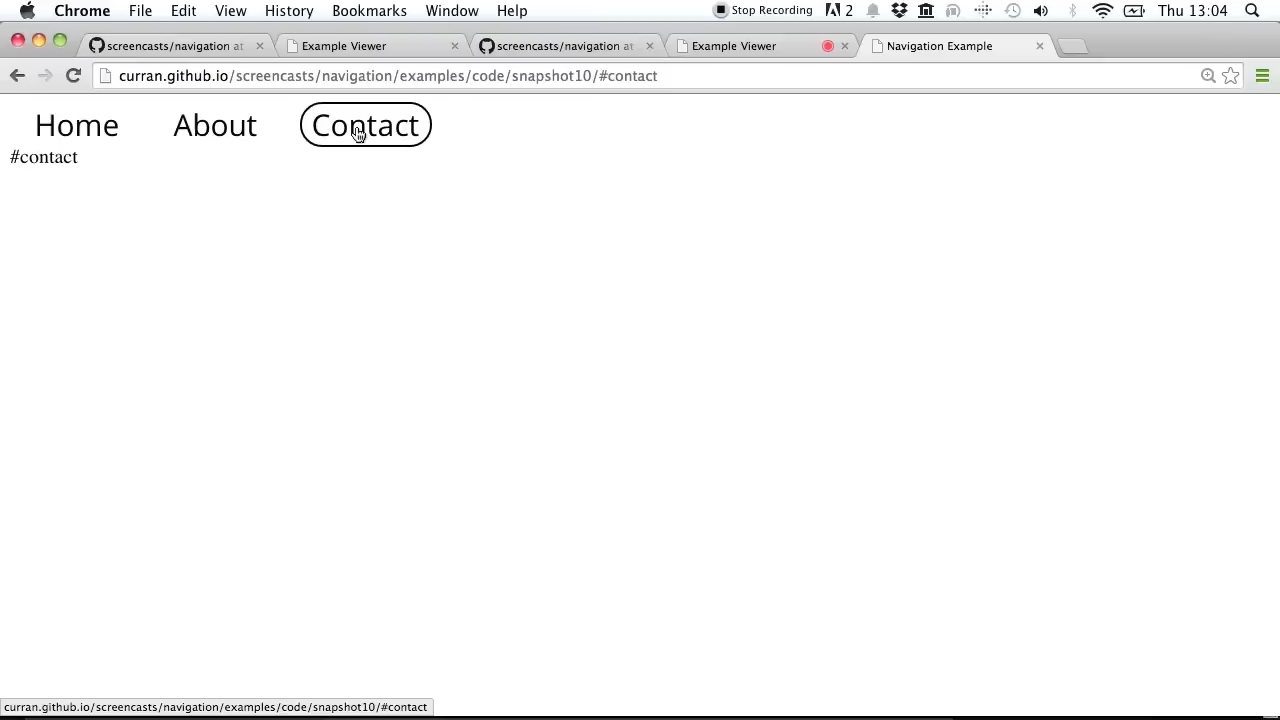 Chrome File Edit View History Bookmarks Window Help Stop Recording 2 Thu 13:04
screencasts/navigation at Example Viewer screencasts/navigation at Example Viewer Navigation Example
curran.github.io/screencasts/navigation/examples/code/snapshot10/#contact
Home About Contact
#contact
curran.github.io/screencasts/navigation/examples/code/snapshot10/#contact